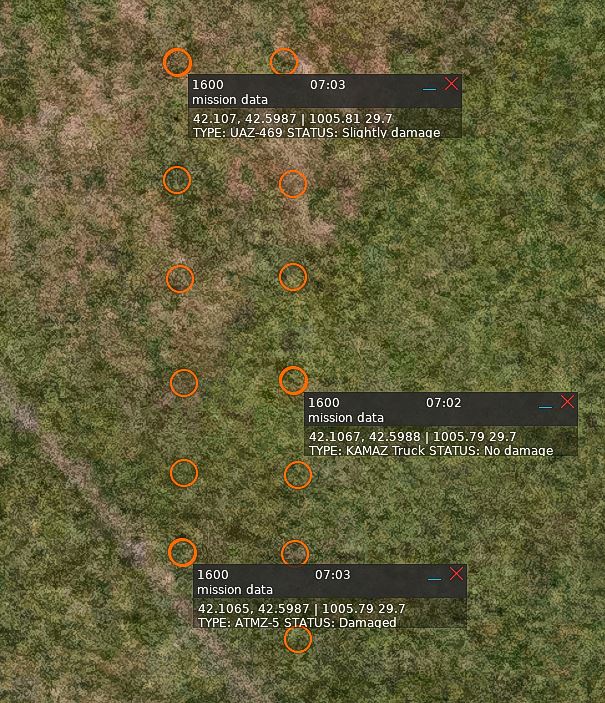 1600 07:03
mission data
42.107, 42.5987 | 1005.81 29.7
TYPE: UAZ-469 STATUS: Slightly damage
1600 07:02
mission data
42.1067, 42.5988 | 1005.79 29.7
TYPE: KAMAZ Truck STATUS: No damage
1600 07:03
mission data
42.1065, 42.5987 | 1005.79 29.7
TYPE: ATMZ-5 STATUS: Damaged